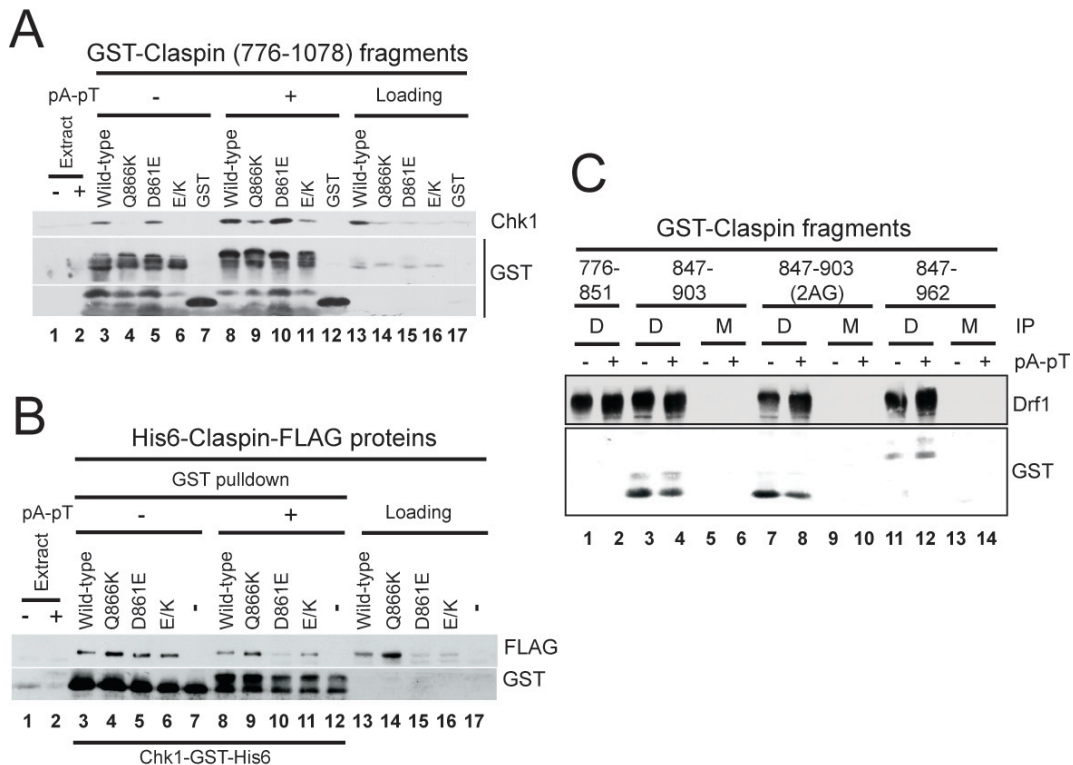 A
GST-Claspin (776-1078) fragments
pA-pT - + Loading
Extract
- + Wild-type Q866K D861E E/K GST Wild-type Q866K D861E E/K GST Wild-type Q866K D861E E/K GST
Chk1
GST
1 2 3 4 5 6 7 8 9 10 11 12 13 14 15 16 17
B
His6-Claspin-FLAG proteins
GST pulldown
pA-pT - + Loading
Extract
- + Wild-type Q866K D861E E/K - Wild-type Q866K D861E E/K - Wild-type Q866K D861E E/K -
FLAG
GST
1 2 3 4 5 6 7 8 9 10 11 12 13 14 15 16 17
Chk1-GST-His6
C
GST-Claspin fragments
776- 847- 847-903 847-
851 903 (2AG) 962
D D M D M D M IP
- + - + - + - + - + - + - + pA-pT
Drf1
GST
1 2 3 4 5 6 7 8 9 10 11 12 13 14